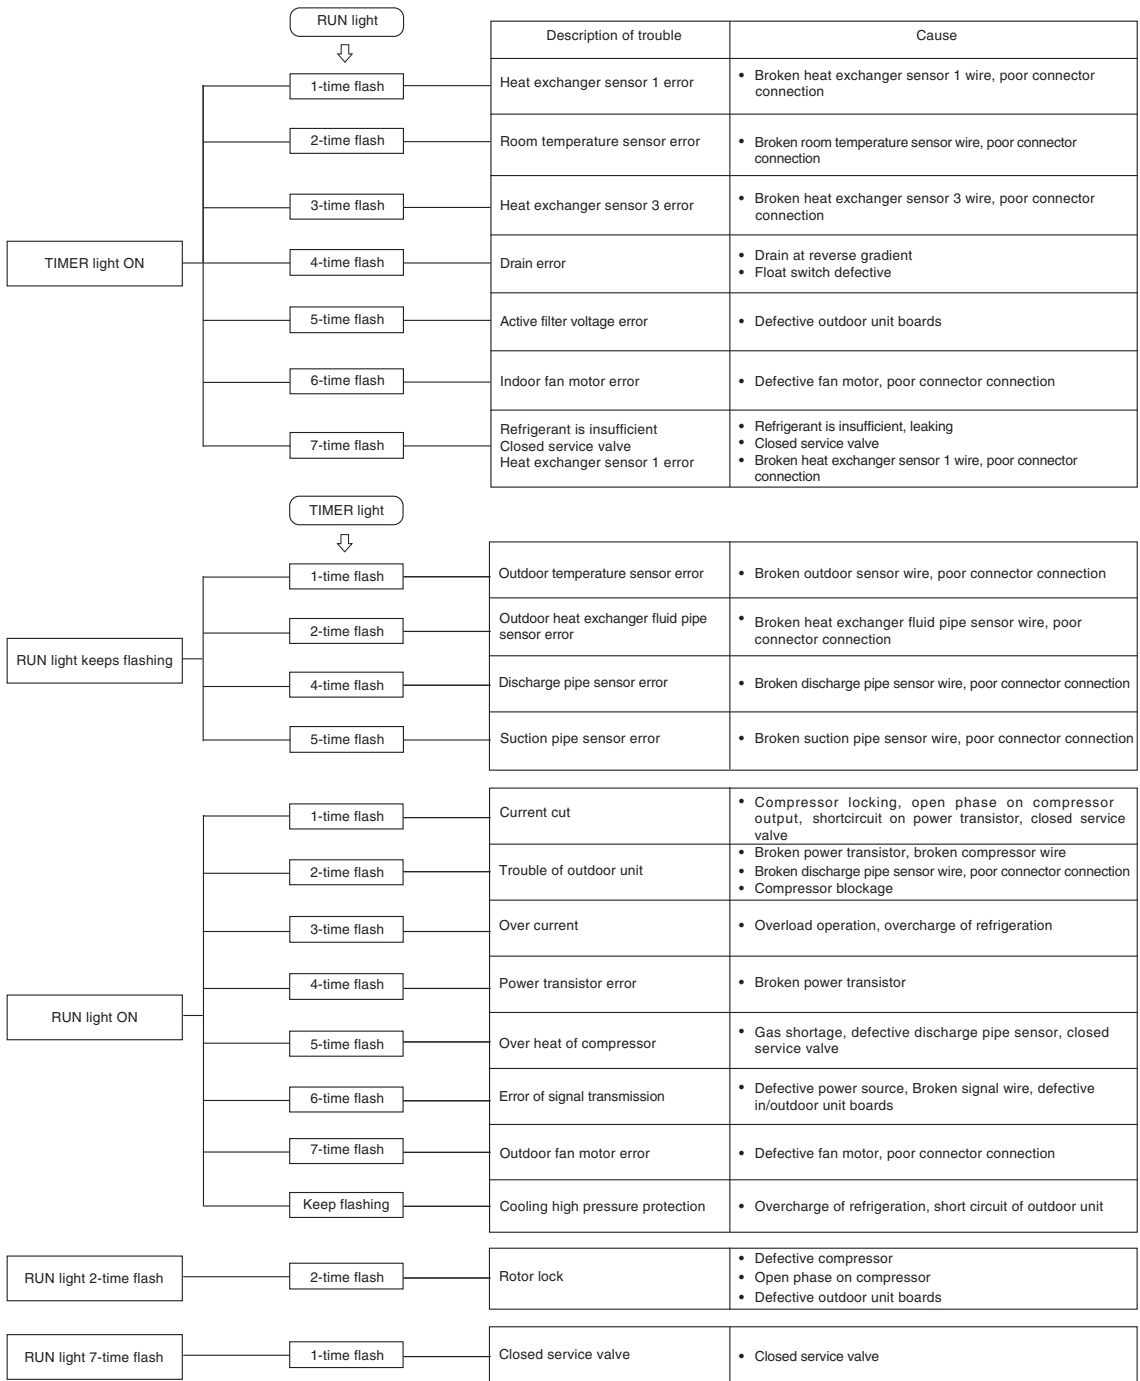 RUN light
Description of trouble
Cause
TIMER light ON
1-time flash
Heat exchanger sensor 1 error
• Broken heat exchanger sensor 1 wire, poor connector
connection
2-time flash
Room temperature sensor error
• Broken room temperature sensor wire, poor connector
connection
3-time flash
Heat exchanger sensor 3 error
• Broken heat exchanger sensor 3 wire, poor connector
connection
4-time flash
Drain error
• Drain at reverse gradient
• Float switch defective
5-time flash
Active filter voltage error
• Defective outdoor unit boards
6-time flash
Indoor fan motor error
• Defective fan motor, poor connector connection
7-time flash
Refrigerant is insufficient
Closed service valve
Heat exchanger sensor 1 error
• Refrigerant is insufficient, leaking
• Closed service valve
• Broken heat exchanger sensor 1 wire, poor connector
connection
TIMER light
RUN light keeps flashing
1-time flash
Outdoor temperature sensor error
• Broken outdoor sensor wire, poor connector connection
2-time flash
Outdoor heat exchanger fluid pipe
sensor error
• Broken heat exchanger fluid pipe sensor wire, poor
connector connection
4-time flash
Discharge pipe sensor error
• Broken discharge pipe sensor wire, poor connector connection
5-time flash
Suction pipe sensor error
• Broken suction pipe sensor wire, poor connector connection
RUN light ON
1-time flash
Current cut
• Compressor locking, open phase on compressor
output, shortcircuit on power transistor, closed service
valve
2-time flash
Trouble of outdoor unit
• Broken power transistor, broken compressor wire
• Broken discharge pipe sensor wire, poor connector connection
• Compressor blockage
3-time flash
Over current
• Overload operation, overcharge of refrigeration
4-time flash
Power transistor error
• Broken power transistor
5-time flash
Over heat of compressor
• Gas shortage, defective discharge pipe sensor, closed
service valve
6-time flash
Error of signal transmission
• Defective power source, Broken signal wire, defective
in/outdoor unit boards
7-time flash
Outdoor fan motor error
• Defective fan motor, poor connector connection
Keep flashing
Cooling high pressure protection
• Overcharge of refrigeration, short circuit of outdoor unit
RUN light 2-time flash
2-time flash
Rotor lock
• Defective compressor
• Open phase on compressor
• Defective outdoor unit boards
RUN light 7-time flash
1-time flash
Closed service valve
• Closed service valve